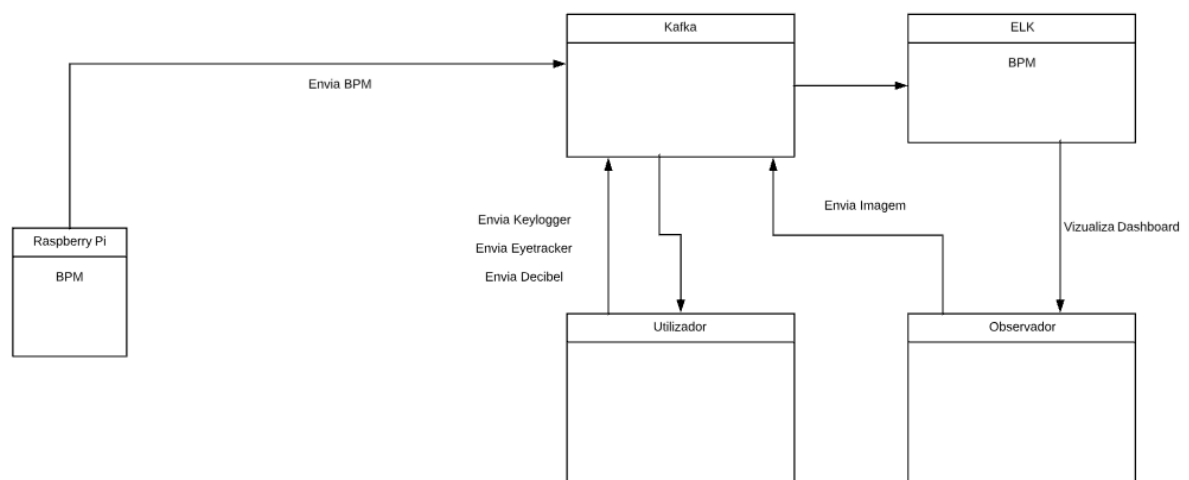 Kafka
ELK
BPM
Envia BPM
Envia Imagem
Envia Keylogger
Envia Eyetracker
Envia Decibel
Vizualiza Dashboard
Raspberry Pi
BPM
Utilizador
Observador